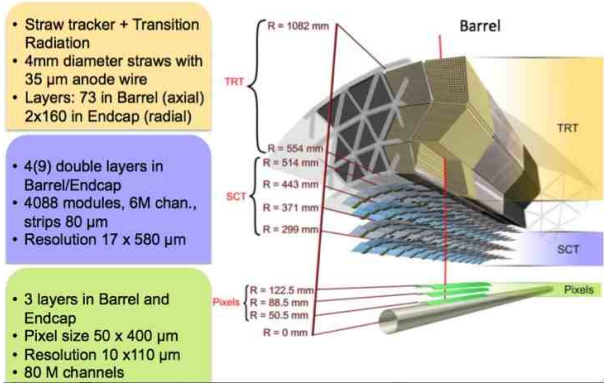 • Straw tracker + Transition
Radiation
• 4mm diameter straws with
35 µm anode wire
• Layers: 73 in Barrel (axial)
2x160 in Endcap (radial)
• 4(9) double layers in
Barrel/Endcap
• 4088 modules, 6M chan.,
strips 80 µm
• Resolution 17 x 580 µm
• 3 layers in Barrel and
Endcap
• Pixel size 50 x 400 µm
• Resolution 10 x110 µm
• 80 M channels
Barrel
R = 1082 mm
TRT
R = 554 mm
R = 514 mm
R = 443 mm
SCT
R = 371 mm
R = 299 mm
R = 122.5 mm
Pixels
R = 88.5 mm
R = 50.5 mm
R = 0 mm
TRT
SCT
Pixels